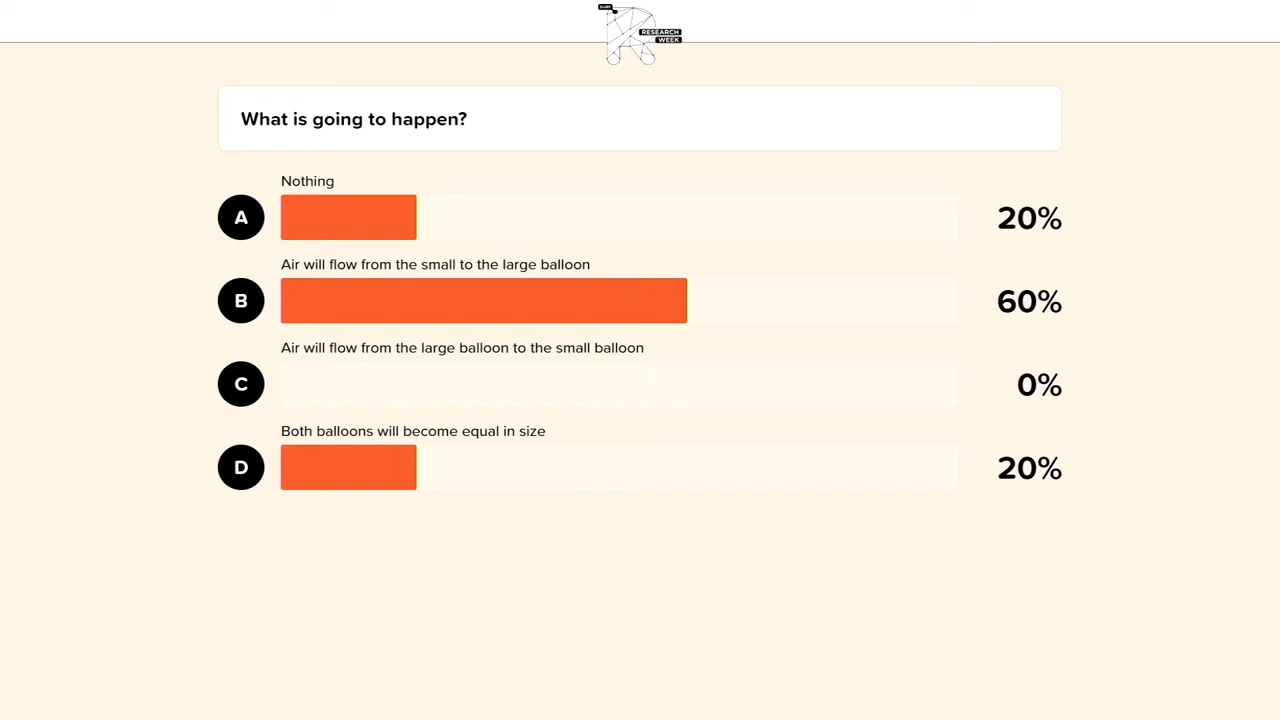 SURF
RESEARCH
WEEK
What is going to happen?
Nothing
A
20%
Air will flow from the small to the large balloon
B
60%
Air will flow from the large balloon to the small balloon
C
0%
Both balloons will become equal in size
D
20%